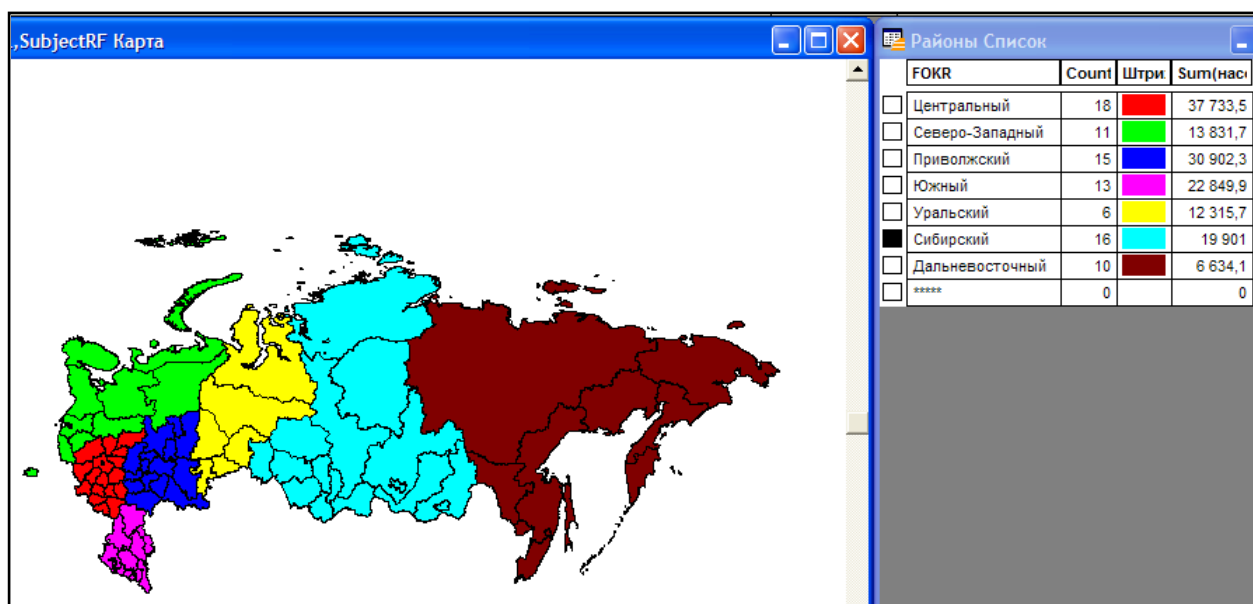 ,SubjectRF Карта
Районы Список
FOKR Count Штри: Sum(насе
Центральный 18 37 733,5
Северо-Западный 11 13 831,7
Приволжский 15 30 902,3
Южный 13 22 849,9
Уральский 6 12 315,7
Сибирский 16 19 901
Дальневосточный 10 6 634,1
***** 0 0